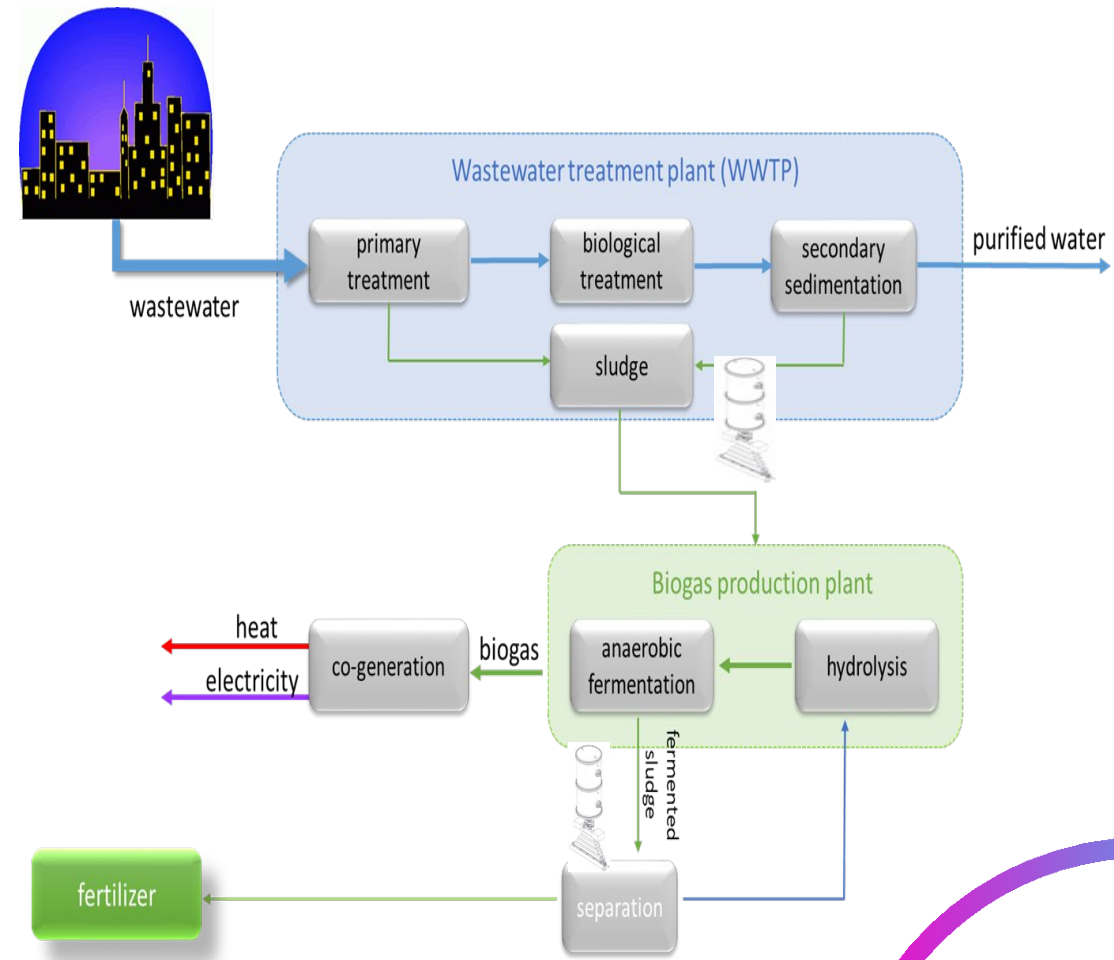 Wastewater treatment plant (WWTP)
primary
treatment
biological
treatment
secondary
sedimentation
purified water
wastewater
sludge
Biogas production plant
heat
electricity
co-generation
biogas
anaerobic
fermentation
hydrolysis
fermented
sludge
fertilizer
separation